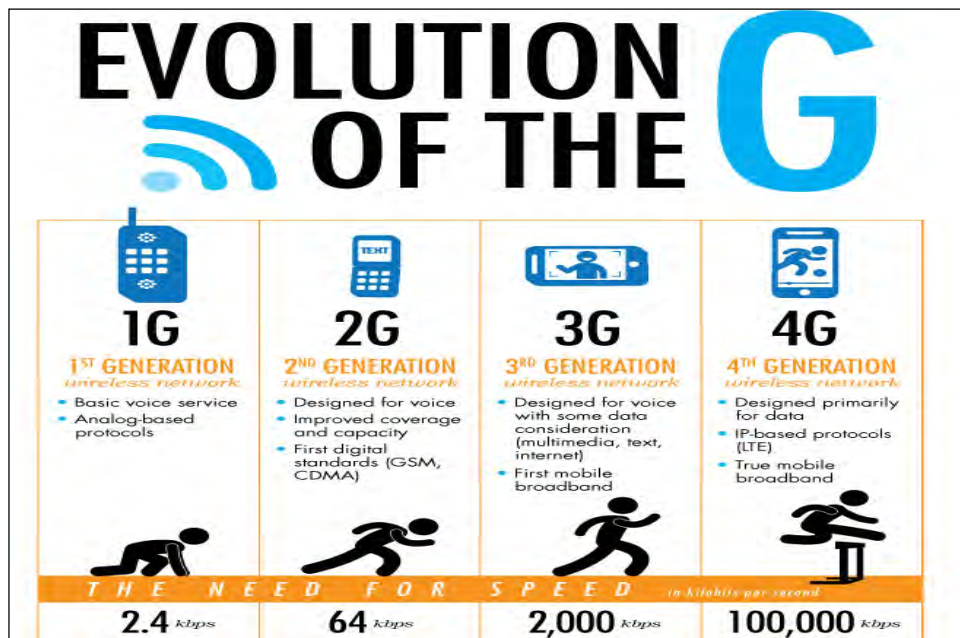 EVOLUTION
OF THE G
TEXT
1G
1ST GENERATION
wireless network
• Basic voice service
• Analog-based
protocols
2G
2ND GENERATION
wireless network
• Designed for voice
• Improved coverage
and capacity
• First digital
standards (GSM,
CDMA)
3G
3RD GENERATION
wireless network
• Designed for voice
with some data
consideration
(multimedia, text,
internet)
• First mobile
broadband
4G
4TH GENERATION
wireless network
• Designed primarily
for data
• IP-based protocols
(LTE)
• True mobile
broadband
THE NEED FOR SPEED in kilobits per second
2.4 kbps
64 kbps
2,000 kbps
100,000 kbps